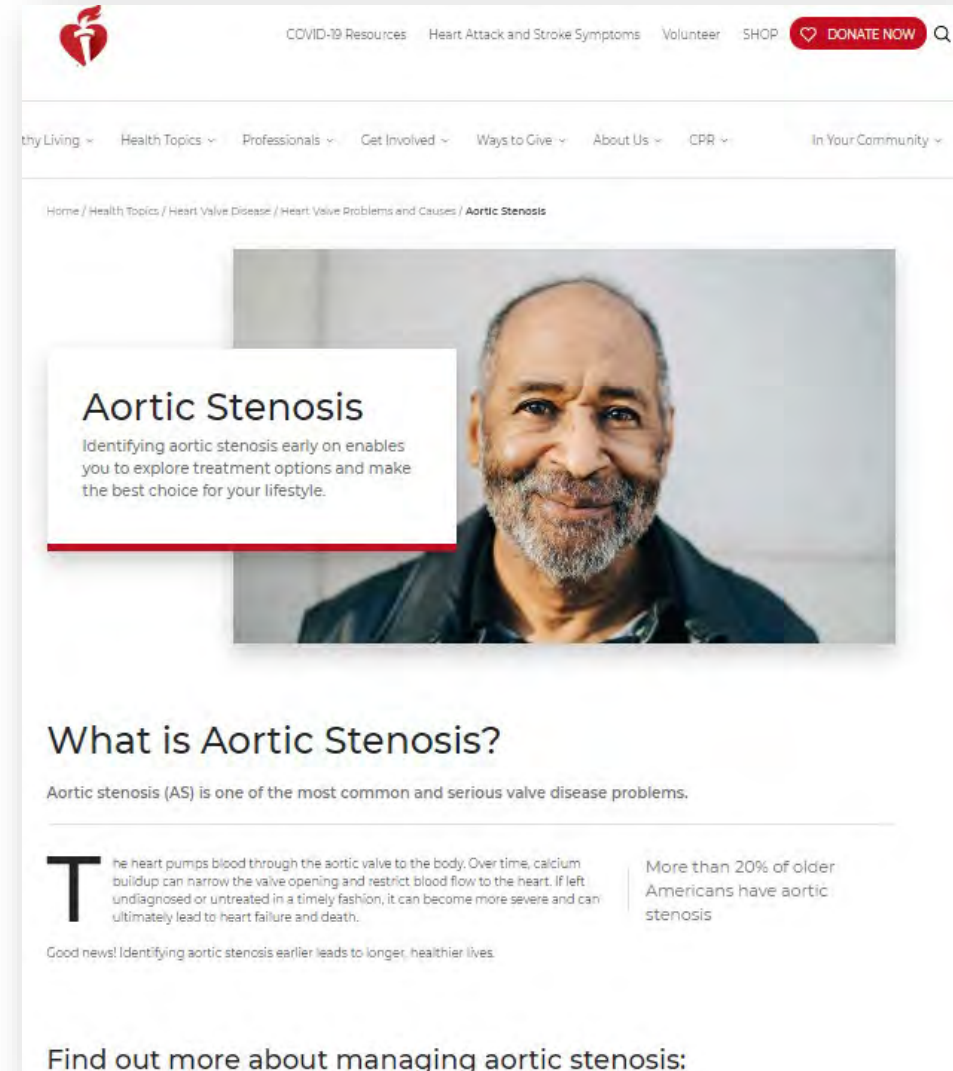 COVID-19 Resources Heart Attack and Stroke Symptoms Volunteer SHOP DONATE NOW
thy Living Health Topics Professionals Get Involved Ways to Give About Us CPR In Your Community
Home / Health Topics / Heart Valve Disease / Heart Valve Problems and Causes / Aortic Stenosis
Aortic Stenosis
Identifying aortic stenosis early on enables
you to explore treatment options and make
the best choice for your lifestyle.
What is Aortic Stenosis?
Aortic stenosis (AS) is one of the most common and serious valve disease problems.
The heart pumps blood through the aortic valve to the body. Over time, calcium
buildup can narrow the valve opening and restrict blood flow to the heart. If left
undiagnosed or untreated in a timely fashion, it can become more severe and can
ultimately lead to heart failure and death.
More than 20% of older
Americans have aortic
stenosis
Good news! Identifying aortic stenosis earlier leads to longer, healthier lives.
Find out more about managing aortic stenosis: